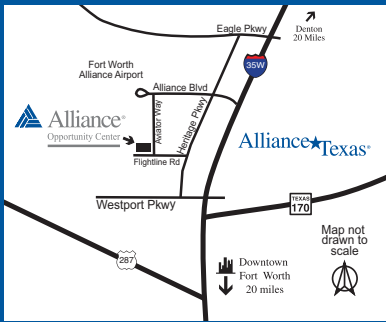 Eagle Pkwy
Denton
20 Miles
35W
Fort Worth
Alliance Airport
Alliance Blvd
Alliance®
Opportunity Center
Aviator Way
Heritage Pkwy
Flightline Rd
Alliance★Texas®
Westport Pkwy
TEXAS
170
Map not
drawn to
scale
287
Downtown
Fort Worth
20 miles